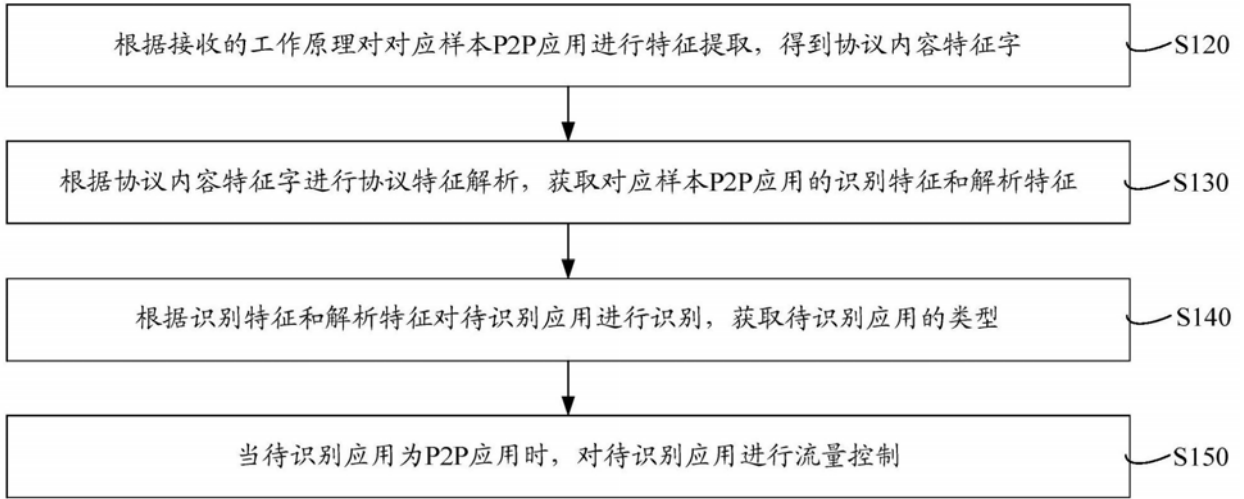 根据接收的工作原理对对应样本P2P应用进行特征提取，得到协议内容特征字
S120
根据协议内容特征字进行协议特征解析，获取对应样本P2P应用的识别特征和解析特征
S130
根据识别特征和解析特征对待识别应用进行识别，获取待识别应用的类型
S140
当待识别应用为P2P应用时，对待识别应用进行流量控制
S150